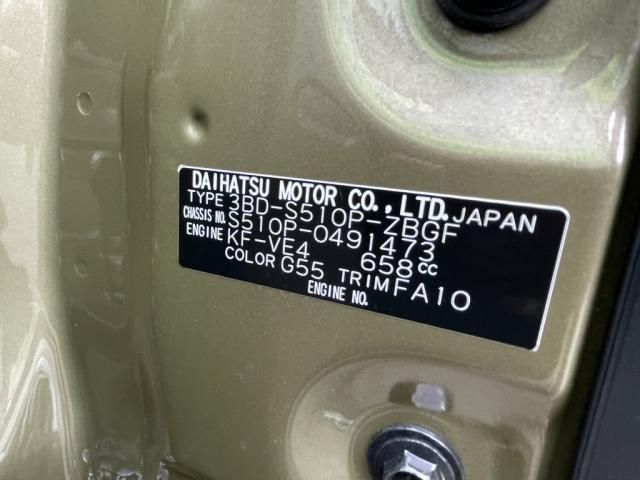 DAIHATSU MOTOR CO., LTD. JAPAN
TYPE 3BD-S510P-ZBGF
CHASSIS NO. S510P-0491473
ENGINE KF-VE4 658cc
COLOR G55 TRIM FA10
ENGINE NO.